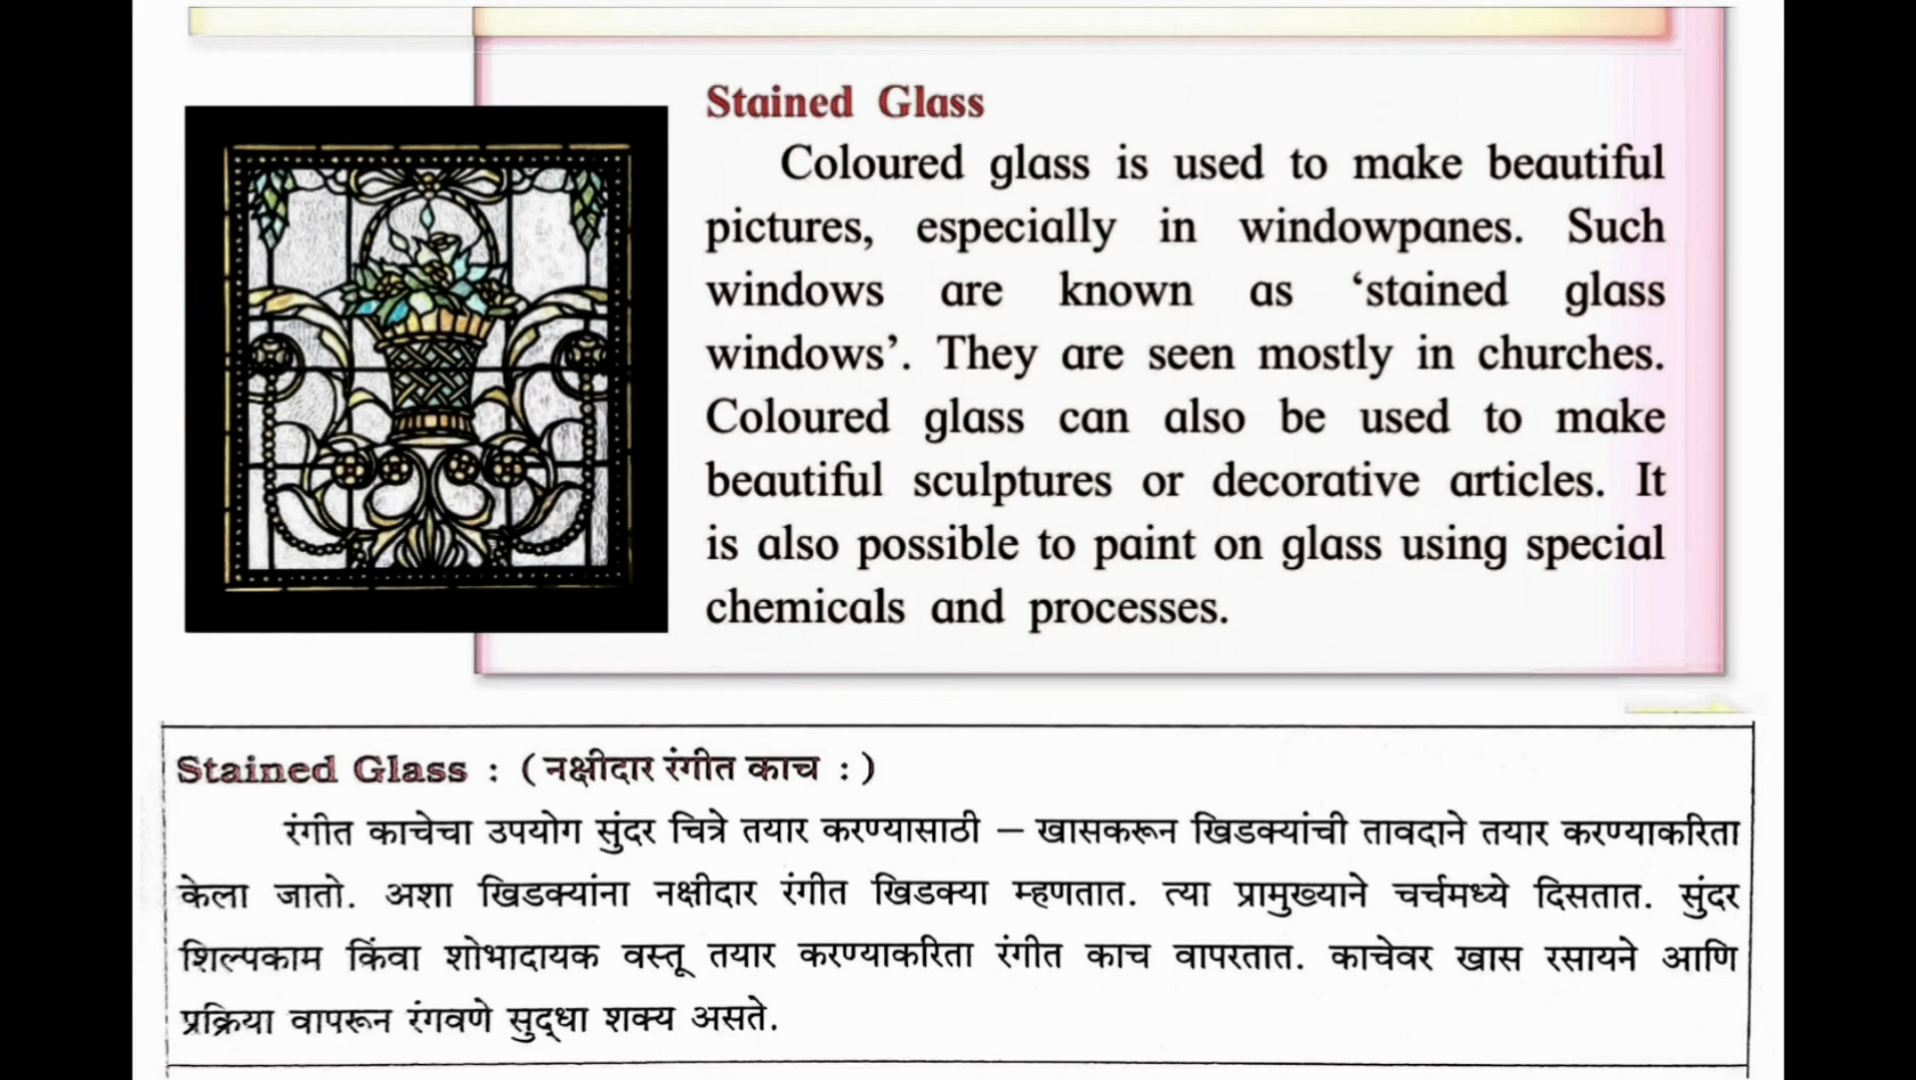 Stained Glass
Coloured glass is used to make beautiful
pictures, especially in windowpanes. Such
windows are known as ‘stained glass
windows’. They are seen mostly in churches.
Coloured glass can also be used to make
beautiful sculptures or decorative articles. It
is also possible to paint on glass using special
chemicals and processes.
Stained Glass : ( नक्षीदार रंगीत काच : )
रंगीत काचेचा उपयोग सुंदर चित्रे तयार करण्यासाठी – खासकरून खिडक्यांची तावदाने तयार करण्याकरिता
केला जातो. अशा खिडक्यांना नक्षीदार रंगीत खिडक्या म्हणतात. त्या प्रामुख्याने चर्चमध्ये दिसतात. सुंदर
शिल्पकाम किंवा शोभादायक वस्तू तयार करण्याकरिता रंगीत काच वापरतात. काचेवर खास रसायने आणि
प्रक्रिया वापरून रंगवणे सुद्धा शक्य असते.